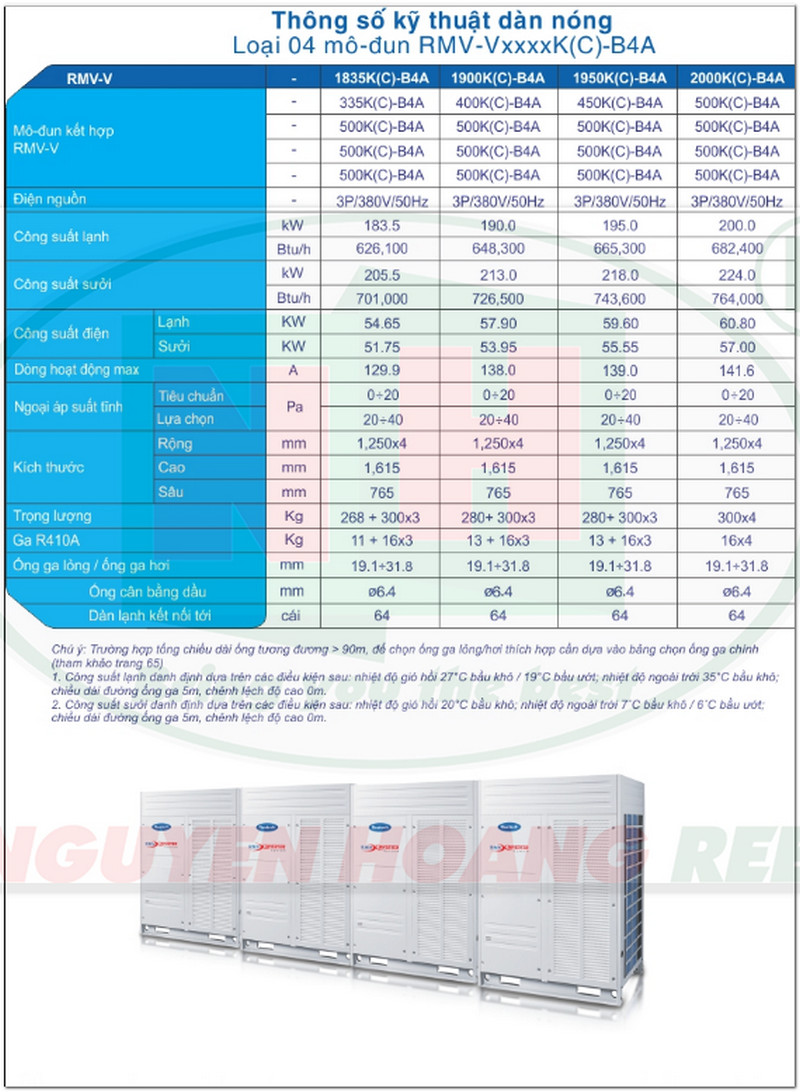 Thông số kỹ thuật dàn nóng
Loại 04 mô-đun RMV-VxxxxK(C)-B4A
RMV-V - 1835K(C)-B4A 1900K(C)-B4A 1950K(C)-B4A 2000K(C)-B4A
Mô-đun kết hợp RMV-V
- 335K(C)-B4A 400K(C)-B4A 450K(C)-B4A 500K(C)-B4A
- 500K(C)-B4A 500K(C)-B4A 500K(C)-B4A 500K(C)-B4A
- 500K(C)-B4A 500K(C)-B4A 500K(C)-B4A 500K(C)-B4A
- 500K(C)-B4A 500K(C)-B4A 500K(C)-B4A 500K(C)-B4A
Điện nguồn - 3P/380V/50Hz 3P/380V/50Hz 3P/380V/50Hz 3P/380V/50Hz
Công suất lạnh kW 183.5 190.0 195.0 200.0
Btu/h 626,100 648,300 665,300 682,400
Công suất sưởi kW 205.5 213.0 218.0 224.0
Btu/h 701,000 726,500 743,600 764,000
Công suất điện Lạnh KW 54.65 57.90 59.60 60.80
Sưởi KW 51.75 53.95 55.55 57.00
Dòng hoạt động max A 129.9 138.0 139.0 141.6
Ngoại áp suất tĩnh Tiêu chuẩn Pa 0÷20 0÷20 0÷20 0÷20
Lựa chọn 20÷40 20÷40 20÷40 20÷40
Kích thước Rộng mm 1,250x4 1,250x4 1,250x4 1,250x4
Cao mm 1,615 1,615 1,615 1,615
Sâu mm 765 765 765 765
Trọng lượng Kg 268 + 300x3 280+ 300x3 280+ 300x3 300x4
Ga R410A Kg 11 + 16x3 13 + 16x3 13 + 16x3 16x4
Ống ga lỏng / ống ga hơi mm 19.1÷31.8 19.1÷31.8 19.1÷31.8 19.1÷31.8
Ống cân bằng dầu mm ø6.4 ø6.4 ø6.4 ø6.4
Dàn lạnh kết nối tới cái 64 64 64 64
Chú ý: Trường hợp tổng chiều dài ống tương đương > 90m, để chọn ống ga lỏng/hơi thích hợp cần dựa vào bảng chọn ống ga chính
(tham khảo trang 65)
1. Công suất lạnh danh định dựa trên các điều kiện sau: nhiệt độ gió hồi 27°C bầu khô / 19°C bầu ướt; nhiệt độ ngoài trời 35°C bầu khô;
chiều dài đường ống ga 5m, chênh lệch độ cao 0m.
2. Công suất sưởi danh định dựa trên các điều kiện sau: nhiệt độ gió hồi 20°C bầu khô; nhiệt độ ngoài trời 7°C bầu khô / 6°C bầu ướt;
chiều dài đường ống ga 5m, chênh lệch độ cao 0m.
you the best
NGUYEN HOANG REE